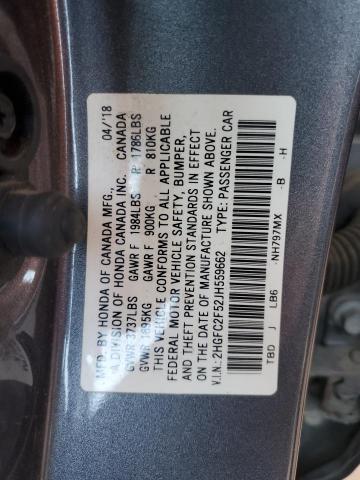 MFD. BY HONDA OF CANADA MFG., 04/18
A DIVISION OF HONDA CANADA INC. CANADA
GVWR 3737LBS GAWR F 1984LBS R 1786LBS
GVWR 1695KG GAWR F 900KG R 810KG
THIS VEHICLE CONFORMS TO ALL APPLICABLE
FEDERAL MOTOR VEHICLE SAFETY, BUMPER,
AND THEFT PREVENTION STANDARDS IN EFFECT
ON THE DATE OF MANUFACTURE SHOWN ABOVE.
V.I.N.: 2HGFC2F52JH559662 TYPE: PASSENGER CAR
TBD J LB6 NH797MX -B -H